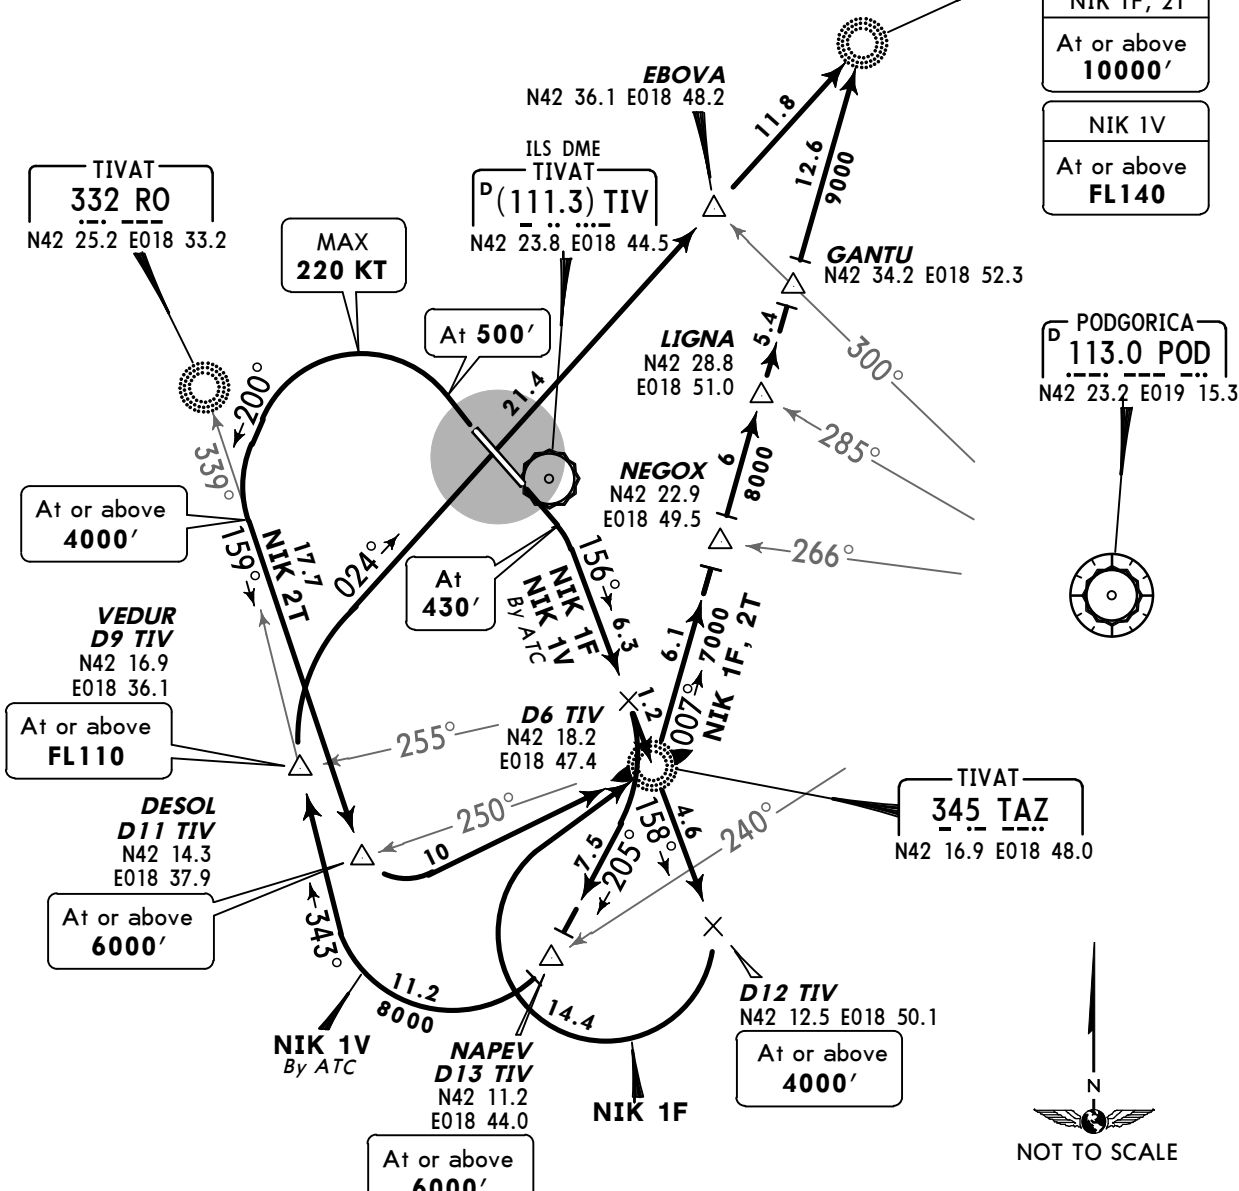 NIK 1F, 2T
At or above
10000′
NIK 1V
At or above
FL140
EBOVA
N42 36.1 E018 48.2
11.8
12.6
9000
ILS DME
TIVAT
D (111.3) TIV
N42 23.8 E018 44.5
TIVAT
332 RO
N42 25.2 E018 33.2
MAX
220 KT
At 500′
GANTU
N42 34.2 E018 52.3
5.4
LIGNA
N42 28.8
E018 51.0
300°
PODGORICA
D 113.0 POD
N42 23.2 E019 15.3
200°
21.4
339°
285°
6
8000
NEGOX
N42 22.9
E018 49.5
266°
At or above
4000′
159°
17.7
NIK 2T
024°
At
430′
156°
6.3
NIK 1F
NIK 1V
By ATC
6.1
7000
007°
NIK 1F, 2T
VEDUR
D9 TIV
N42 16.9
E018 36.1
At or above
FL110
255°
D6 TIV
N42 18.2
E018 47.4
1.2
TIVAT
345 TAZ
N42 16.9 E018 48.0
DESOL
D11 TIV
N42 14.3
E018 37.9
At or above
6000′
250°
10
7.5
205°
158°
4.6
240°
343°
11.2
8000
14.4
NIK 1V
By ATC
NAPEV
D13 TIV
N42 11.2
E018 44.0
At or above
6000′
NIK 1F
D12 TIV
N42 12.5 E018 50.1
At or above
4000′
N
NOT TO SCALE